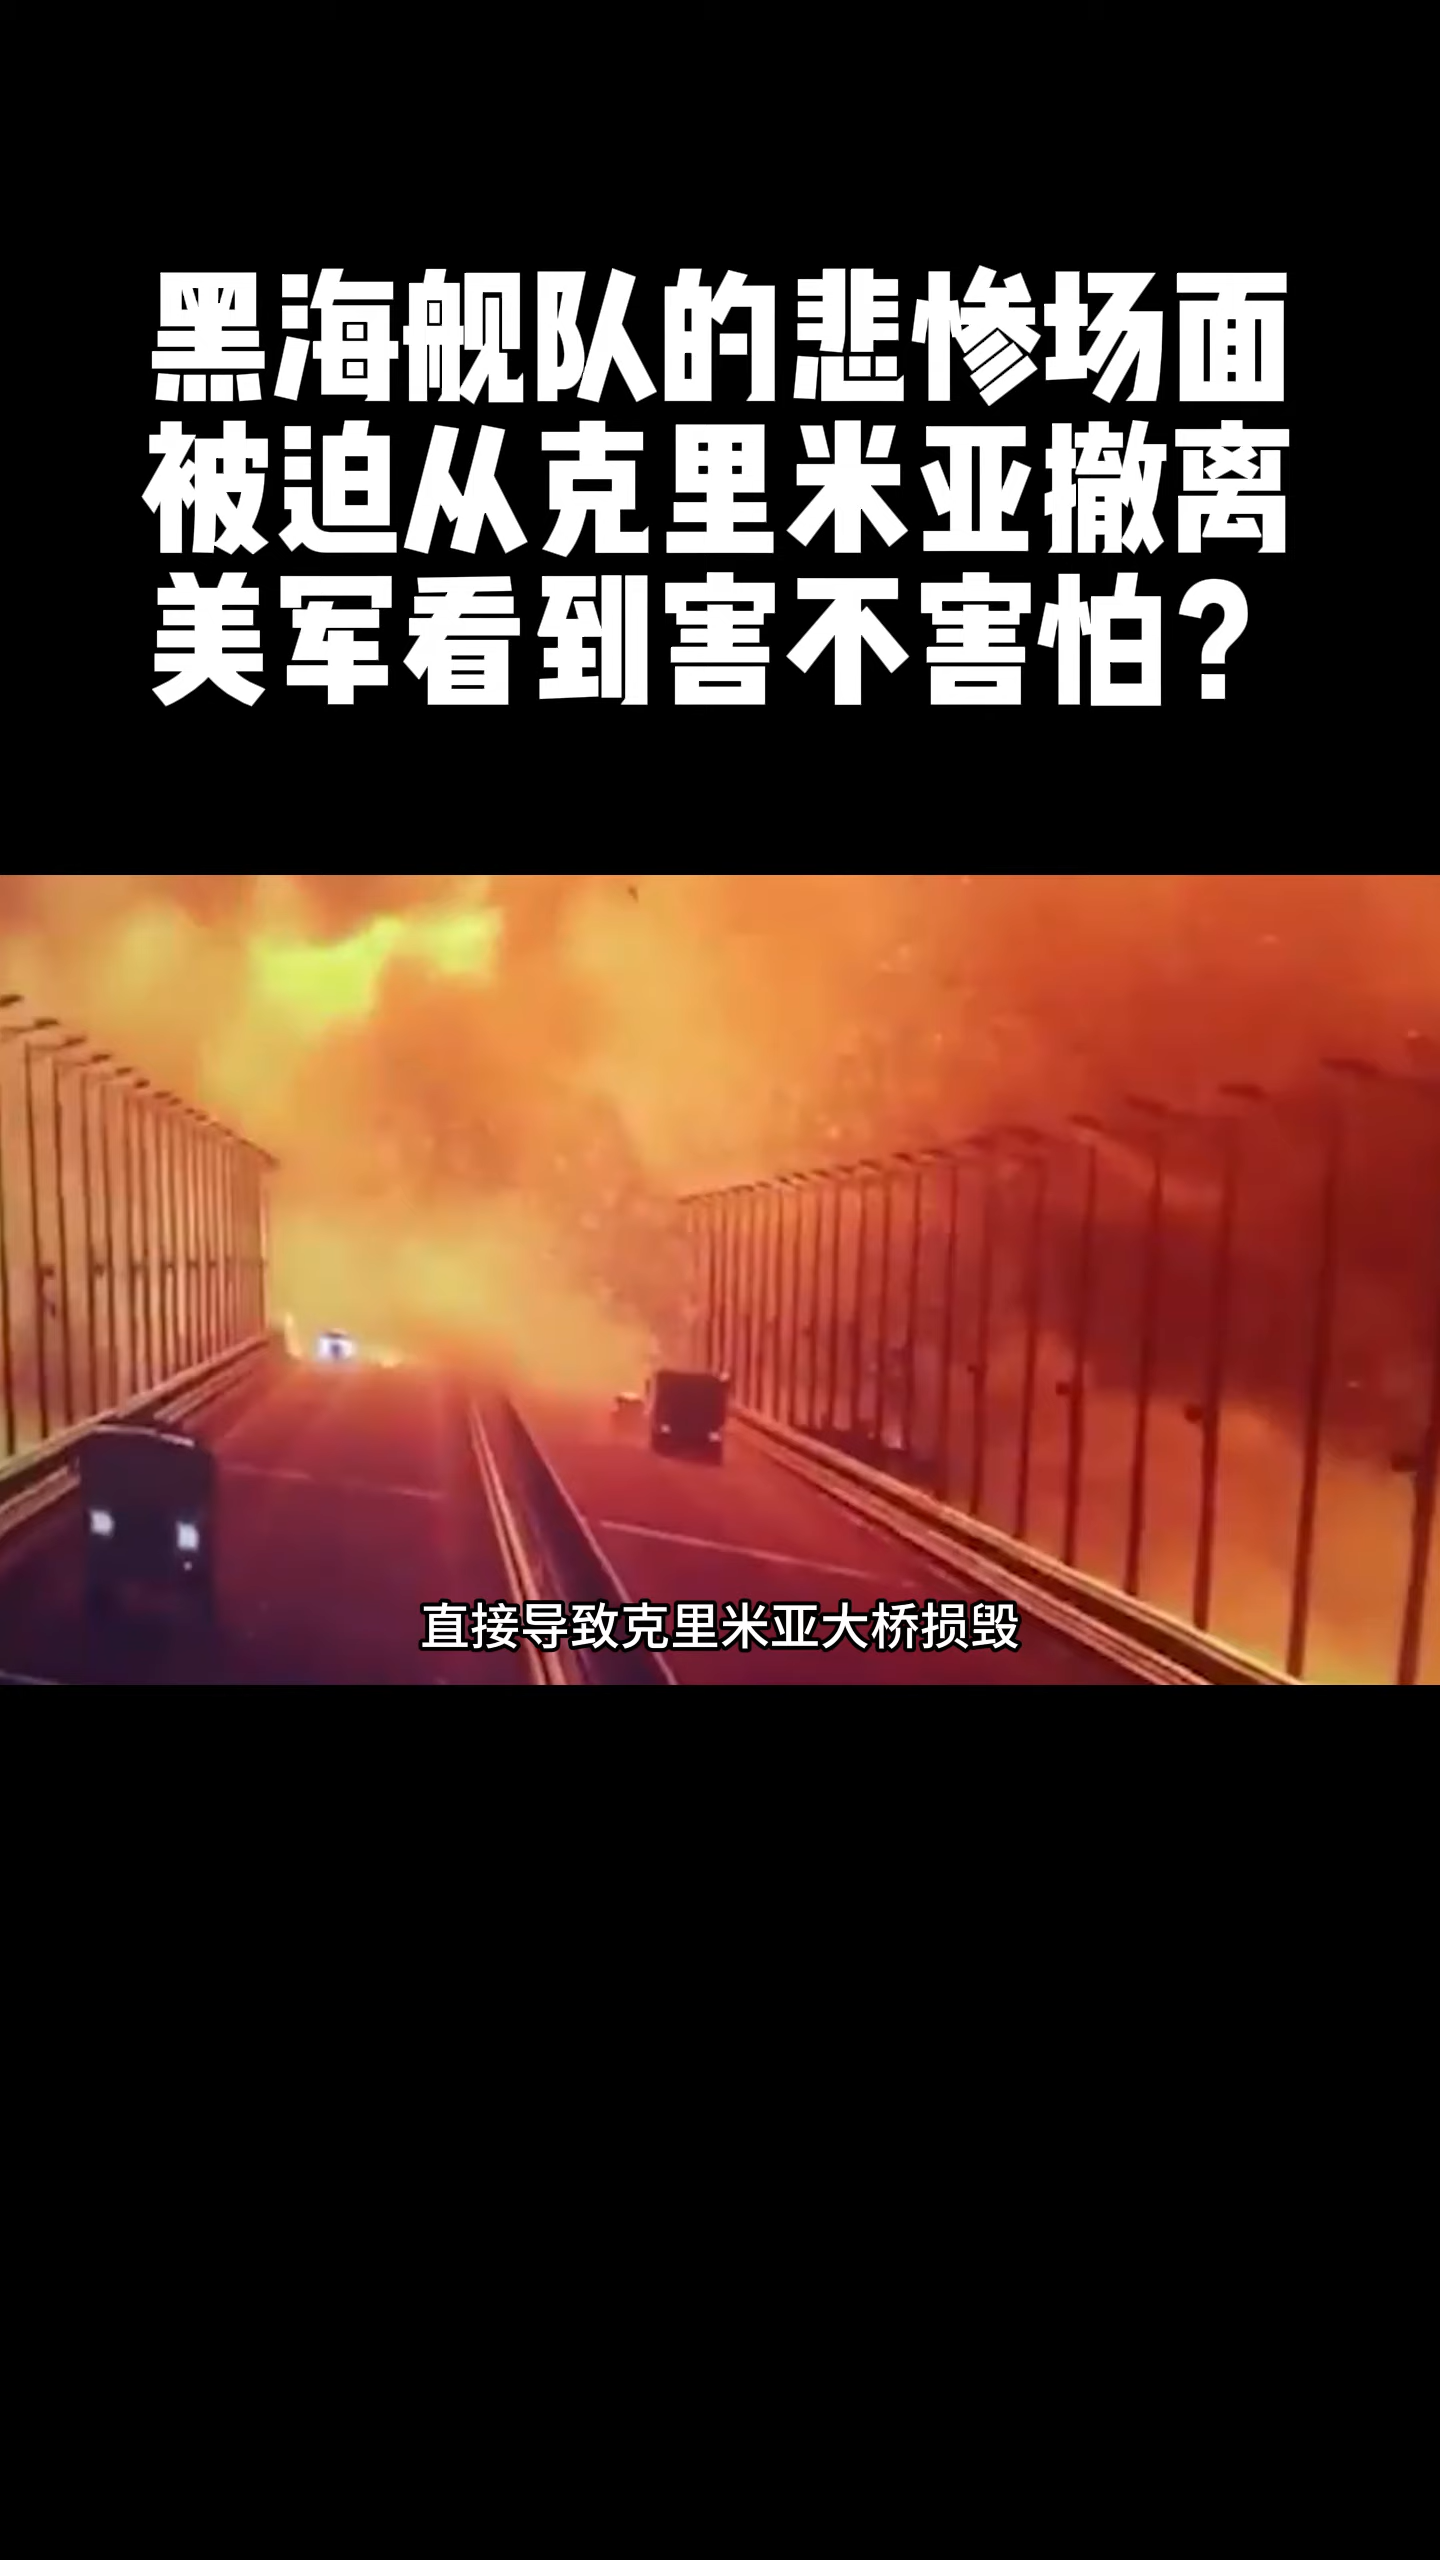 黑海舰队的悲惨场面
被迫从克里米亚撤离
美军看到害不害怕？
直接导致克里米亚大桥损毁